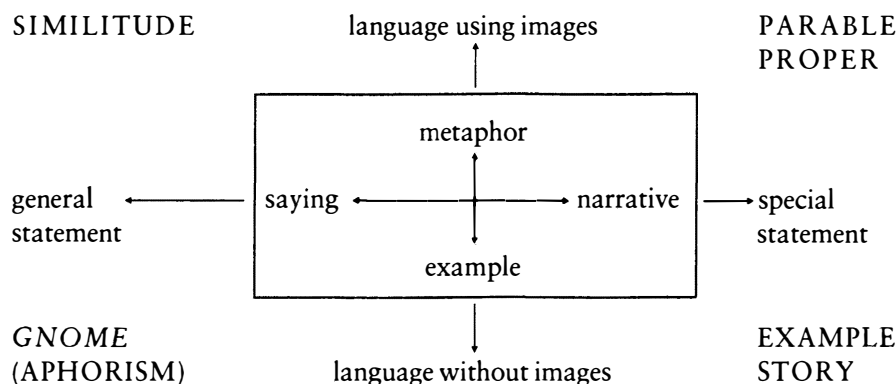 SIMILITUDE language using images PARABLE
PROPER
metaphor
general saying narrative special
statement statement
example
GNOME EXAMPLE
(APHORISM) language without images STORY